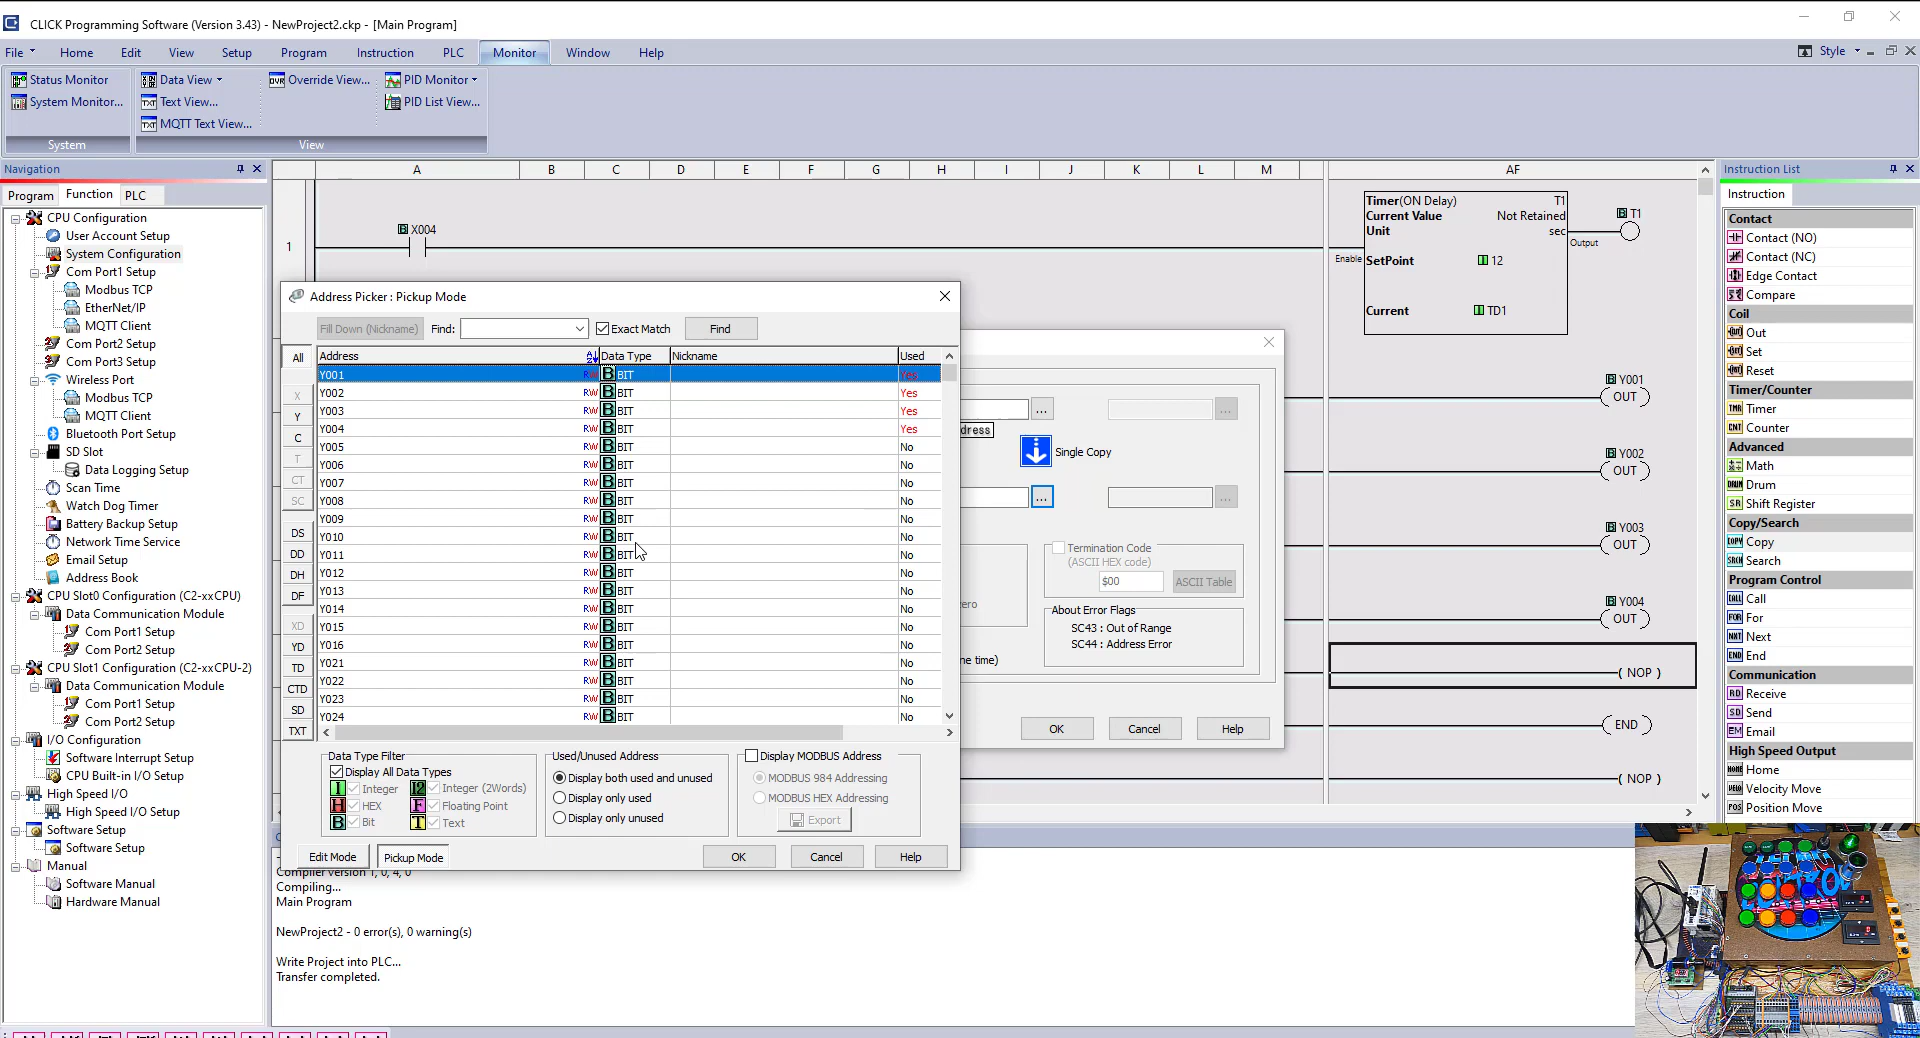 CLICK Programming Software (Version 3.43) - NewProject2.ckp - [Main Program]
File Home Edit View Setup Program Instruction PLC Monitor Window Help Style
Status Monitor Data View Override View... PID Monitor
System Monitor... Text View... PID List View...
MQTT Text View...
System View
Navigation
Program Function PLC
CPU Configuration
User Account Setup
System Configuration
Com Port1 Setup
Modbus TCP
EtherNet/IP
MQTT Client
Com Port2 Setup
Com Port3 Setup
Wireless Port
Modbus TCP
MQTT Client
Bluetooth Port Setup
SD Slot
Data Logging Setup
Scan Time
Watch Dog Timer
Battery Backup Setup
Network Time Service
Email Setup
Address Book
CPU Slot0 Configuration (C2-xxCPU)
Data Communication Module
Com Port1 Setup
Com Port2 Setup
CPU Slot1 Configuration (C2-xxCPU-2)
Data Communication Module
Com Port1 Setup
Com Port2 Setup
I/O Configuration
Software Interrupt Setup
CPU Built-in I/O Setup
High Speed I/O
High Speed I/O Setup
Software Setup
Software Setup
Manual
Software Manual
Hardware Manual
A B C D E F G H I J K L M AF
1
X004
Timer(ON Delay) T1
Current Value Not Retained
Unit sec
Enable SetPoint 12
Current TD1
Output
T1
Y001
OUT
Y002
OUT
Y003
OUT
Y004
OUT
NOP
END
NOP
Address Picker : Pickup Mode
Fill Down (Nickname) Find: Exact Match Find
All
X
Y
C
T
CT
SC
DS
DD
DH
DF
XD
YD
TD
CTD
SD
TXT
Address Data Type Nickname Used
Y001 RW B BIT Yes
Y002 RW B BIT Yes
Y003 RW B BIT Yes
Y004 RW B BIT Yes
Y005 RW B BIT No
Y006 RW B BIT No
Y007 RW B BIT No
Y008 RW B BIT No
Y009 RW B BIT No
Y010 RW B BIT No
Y011 RW B BIT No
Y012 RW B BIT No
Y013 RW B BIT No
Y014 RW B BIT No
Y015 RW B BIT No
Y016 RW B BIT No
Y021 RW B BIT No
Y022 RW B BIT No
Y023 RW B BIT No
Y024 RW B BIT No
Data Type Filter
Display All Data Types
Integer Integer (2Words)
HEX Floating Point
Bit Text
Used/Unused Address
Display both used and unused
Display only used
Display only unused
Display MODBUS Address
MODBUS 984 Addressing
MODBUS HEX Addressing
Export
Edit Mode Pickup Mode OK Cancel Help
dress
Single Copy
Termination Code
(ASCII HEX code)
$00 ASCII Table
zero
About Error Flags
SC43 : Out of Range
SC44 : Address Error
ne time)
OK Cancel Help
Compiler version 1, 0, 4, 0
Compiling...
Main Program
NewProject2 - 0 error(s), 0 warning(s)
Write Project into PLC...
Transfer completed.
Instruction List
Instruction
Contact
Contact (NO)
Contact (NC)
Edge Contact
Compare
Coil
Out
Set
Reset
Timer/Counter
Timer
Counter
Advanced
Math
Drum
Shift Register
Copy/Search
Copy
Search
Program Control
Call
For
Next
End
Communication
Receive
Send
Email
High Speed Output
Home
Velocity Move
Position Move